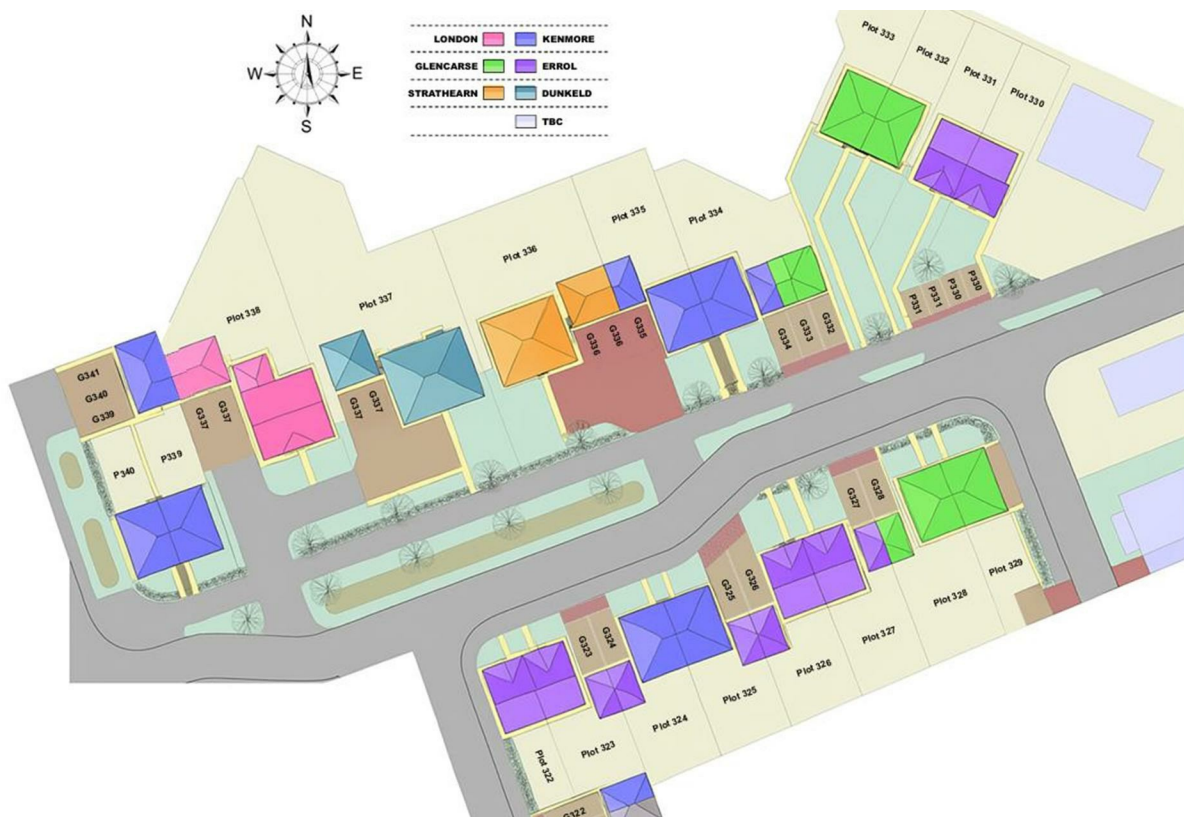 N
W E
S
LONDON KENMORE
GLENCARSE ERROL
STRATHEARN DUNKELD
TBC
Plot 333
Plot 332
Plot 331
Plot 330
Plot 338
Plot 337
Plot 336
Plot 335
Plot 334
P331
P331
P330
P330
G341
G340
G339
G337
G337
G337
G337
G336
G336
G335
G334
G333
G332
P340
P339
G323
G324
G325
G326
G327
G328
Plot 322
Plot 323
Plot 324
Plot 325
Plot 326
Plot 327
Plot 328
Plot 329
G322